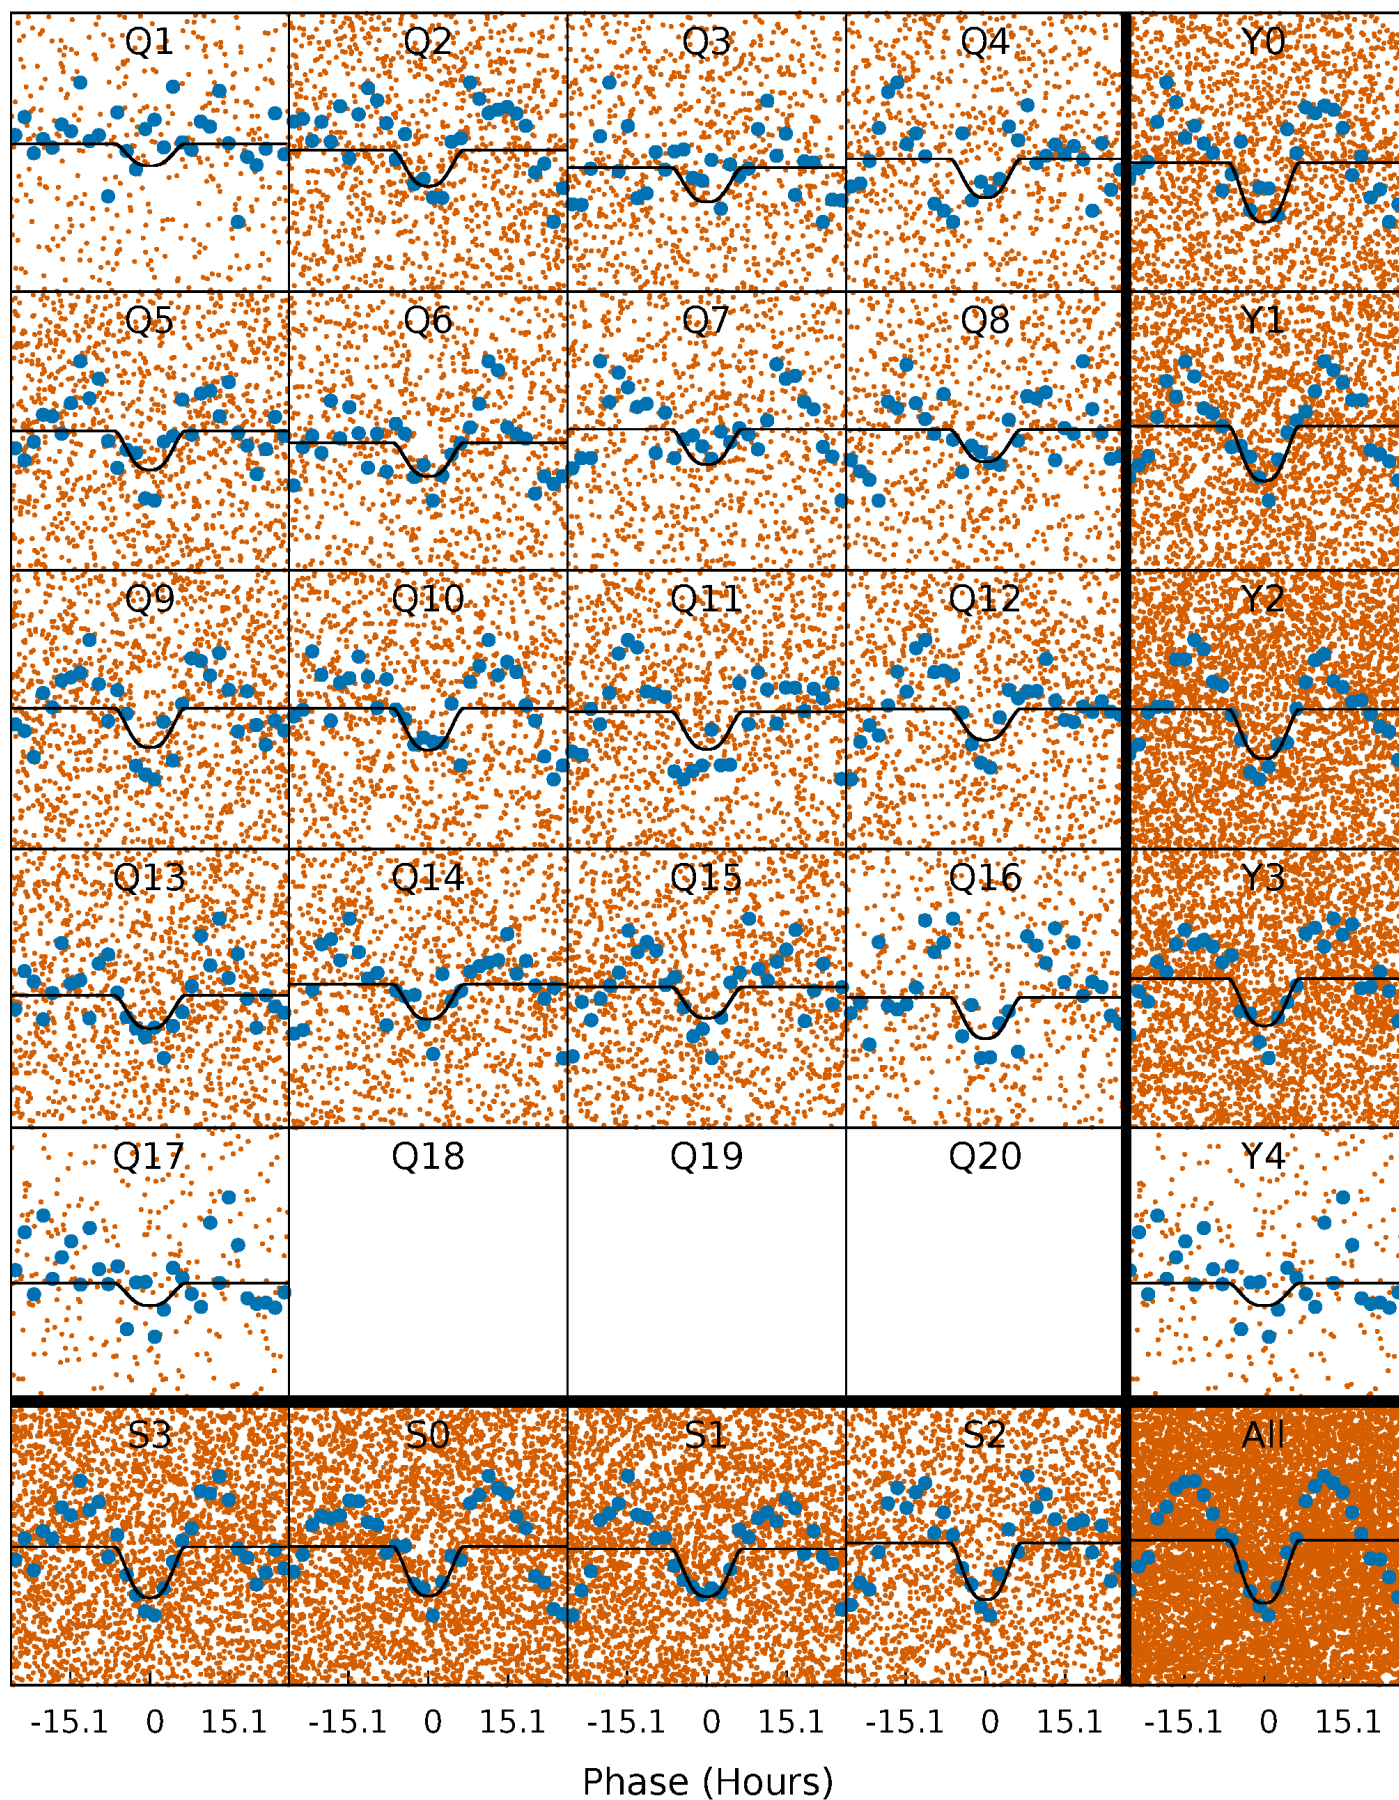 Q1 Q2 Q3 Q4 Y0
Q5 Q6 Q7 Q8 Y1
Q9 Q10 Q11 Q12 Y2
Q13 Q14 Q15 Q16 Y3
Q17 Q18 Q19 Q20 Y4
S3 S0 S1 S2 All
-15.1 0 15.1 -15.1 0 15.1 -15.1 0 15.1 -15.1 0 15.1 -15.1 0 15.1
Phase (Hours)